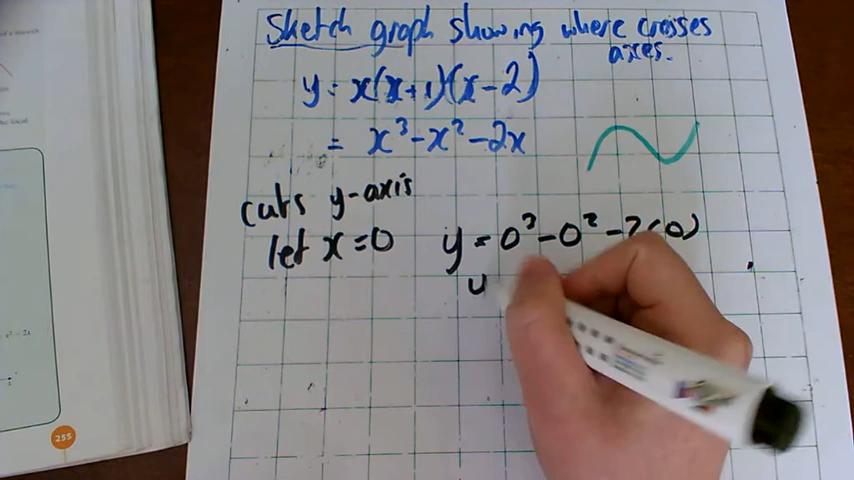 Sketch graph showing where crosses
axes.
y = x(x+1)(x-2)
= x³-x²-2x
cuts y-axis
let x=0 y = 0³-0²-2(0)
y
255